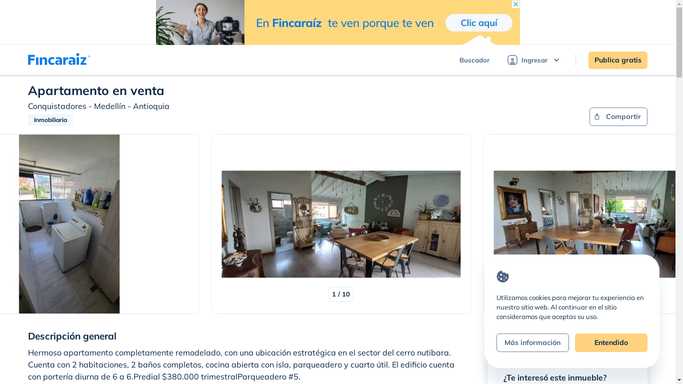 En Fincaraíz te ven porque te ven
Clic aquí
Fincaraiz
Buscador
Ingresar
Publica gratis
Apartamento en venta
Conquistadores - Medellín - Antioquia
Inmobiliaria
Compartir
1 / 10
Utilizamos cookies para mejorar tu experiencia en
nuestro sitio web. Al continuar en el sitio
consideramos que aceptas su uso.
Más información
Entendido
Descripción general
Hermoso apartamento completamente remodelado, con una ubicación estratégica en el sector del cerro nutibara.
Cuenta con 2 habitaciones, 2 baños completos, cocina abierta con isla, parqueadero y cuarto útil. El edificio cuenta
con portería diurna de 6 a 6.Predial $380.000 trimestralParqueadero #5.
¿Te interesó este inmueble?